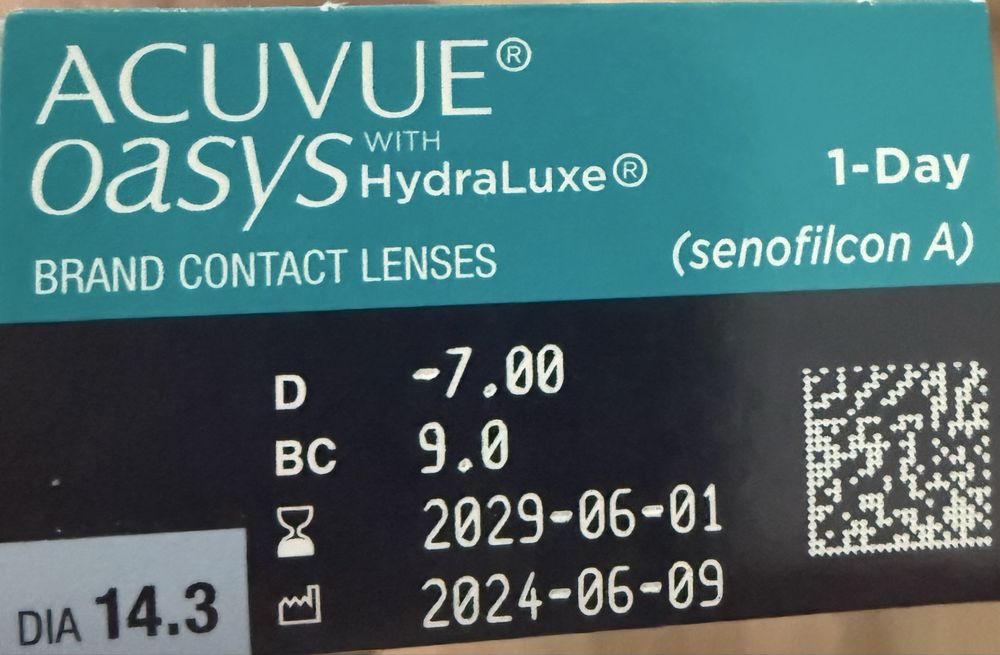 ACUVUE®
oasys WITH HydraLuxe® 1-Day
BRAND CONTACT LENSES (senofilcon A)
D -7.00
BC 9.0
2029-06-01
2024-06-09
DIA 14.3